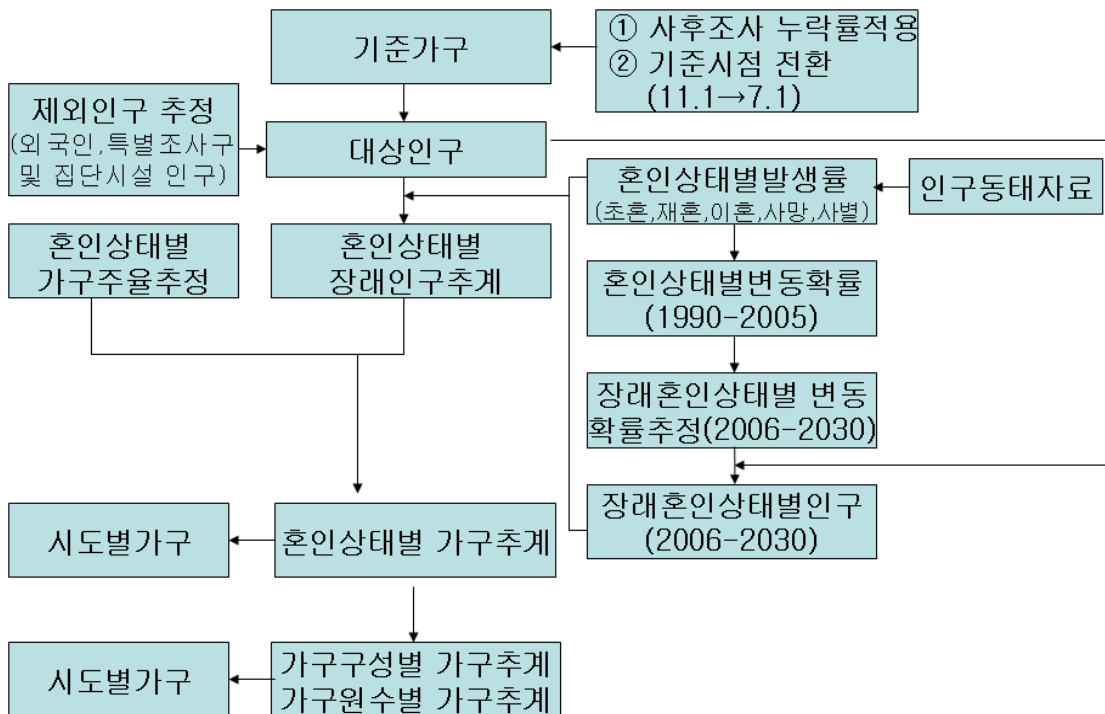 기준가구
① 사후조사 누락률적용
② 기준시점 전환
(11.1→7.1)
제외인구 추정
(외국인,특별조사구
및 집단시설 인구)
대상인구
혼인상태별발생률
(초혼,재혼,이혼,사망,사별)
인구동태자료
혼인상태별
가구주율추정
혼인상태별
장래인구추계
혼인상태별변동확률
(1990-2005)
장래혼인상태별 변동
확률추정(2006-2030)
장래혼인상태별인구
(2006-2030)
시도별가구
혼인상태별 가구추계
시도별가구
가구구성별 가구추계
가구원수별 가구추계